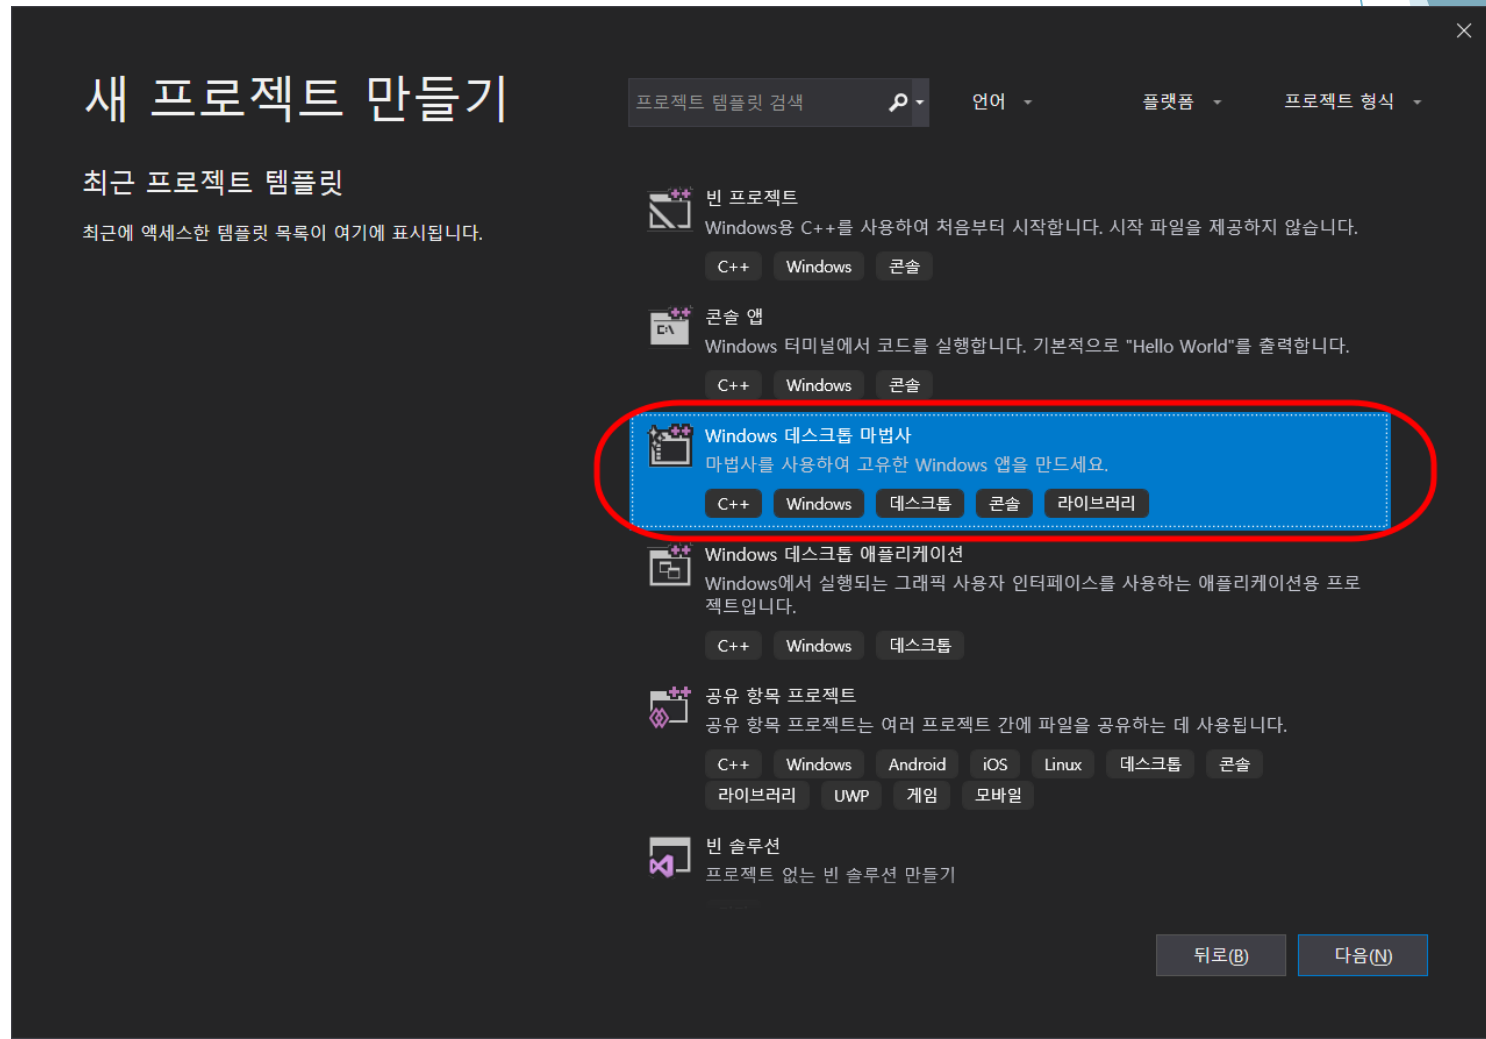 새 프로젝트 만들기
프로젝트 템플릿 검색
언어
플랫폼
프로젝트 형식
최근 프로젝트 템플릿
최근에 액세스한 템플릿 목록이 여기에 표시됩니다.
빈 프로젝트
Windows용 C++를 사용하여 처음부터 시작합니다. 시작 파일을 제공하지 않습니다.
C++ Windows 콘솔
C:\
콘솔 앱
Windows 터미널에서 코드를 실행합니다. 기본적으로 "Hello World"를 출력합니다.
C++ Windows 콘솔
Windows 데스크톱 마법사
마법사를 사용하여 고유한 Windows 앱을 만드세요.
C++ Windows 데스크톱 콘솔 라이브러리
Windows 데스크톱 애플리케이션
Windows에서 실행되는 그래픽 사용자 인터페이스를 사용하는 애플리케이션용 프로
젝트입니다.
C++ Windows 데스크톱
공유 항목 프로젝트
공유 항목 프로젝트는 여러 프로젝트 간에 파일을 공유하는 데 사용됩니다.
C++ Windows Android iOS Linux 데스크톱 콘솔
라이브러리 UWP 게임 모바일
빈 솔루션
프로젝트 없는 빈 솔루션 만들기
뒤로(B)
다음(N)